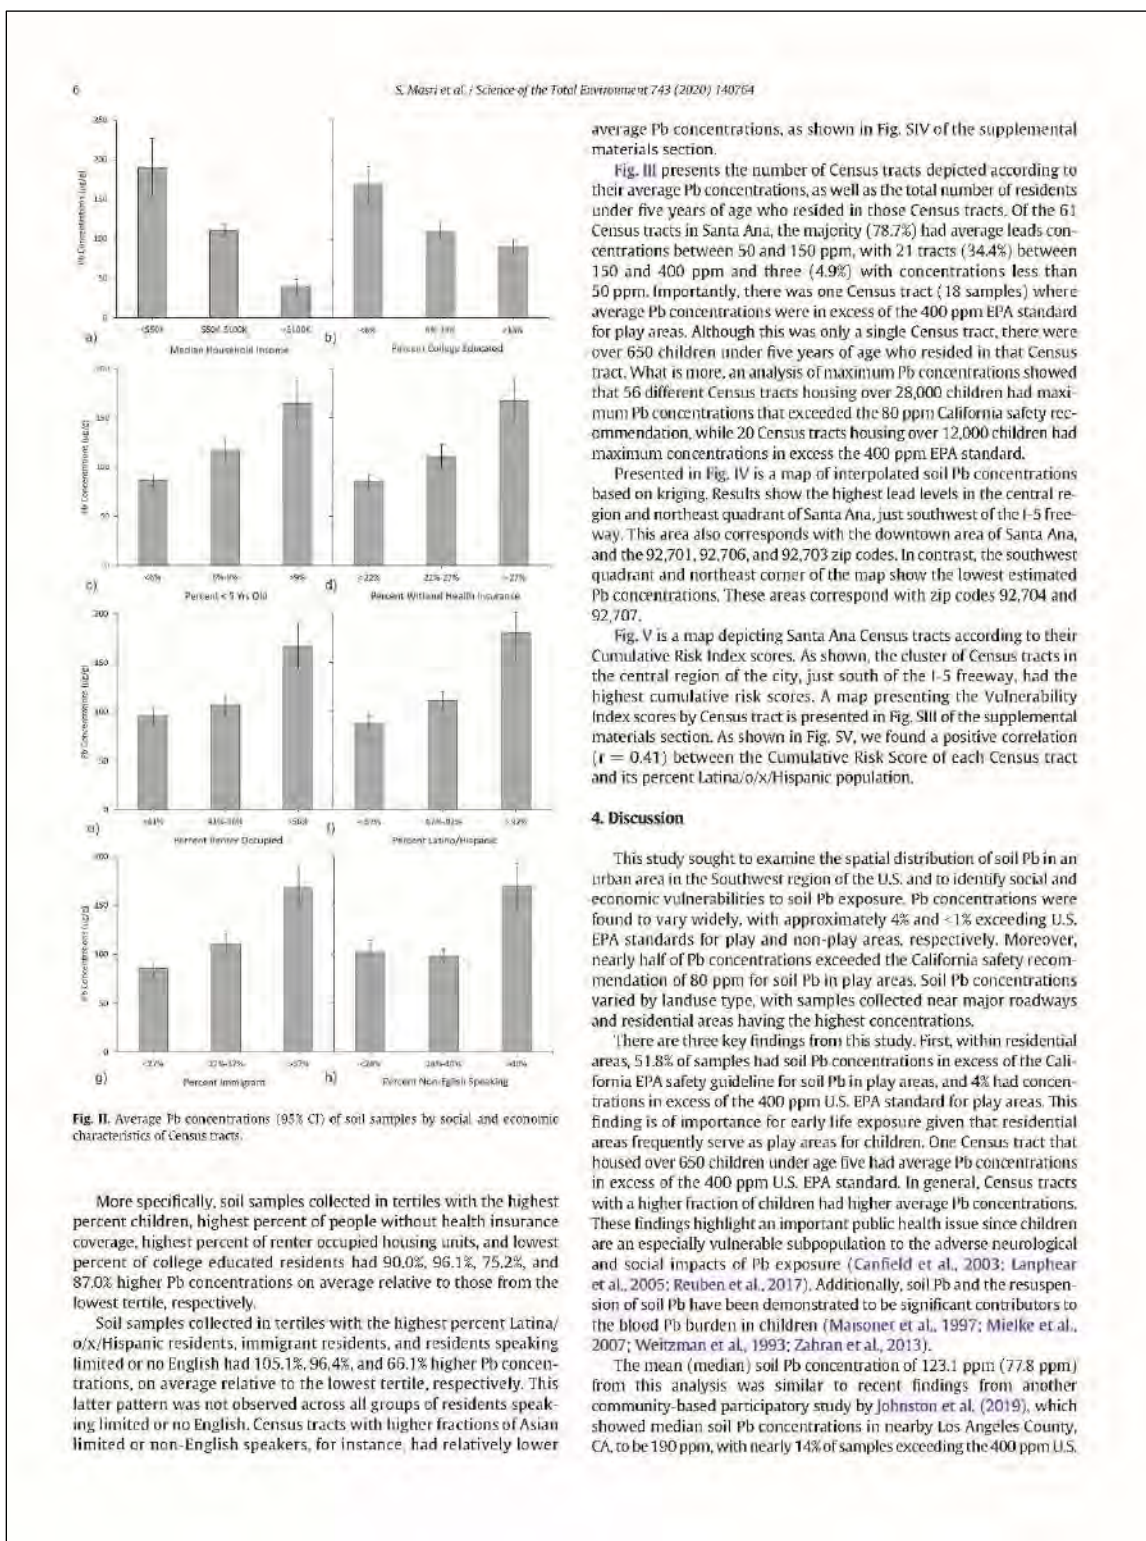 6
S. Masri et al. / Science of the Total Environment 743 (2020) 140764
250
200
150
100
50
0
Pb Concentrations (ug/g)
<$50K
$50K-$100K
>$100K
a)
Median Household Income
b)
Percent College Educated
150
100
50
0
Pb Concentrations (ug/g)
<6%
>9%
22%-27%
>27%
c)
Percent < 5 Yrs Old
d)
Percent Without Health Insurance
200
150
100
50
0
Pb Concentrations (ug/g)
e)
Percent Renter Occupied
f)
Percent Latino/Hispanic
200
150
100
50
0
Pb Concentrations (ug/g)
<27%
g)
Percent Immigrant
h)
Percent Non-Eglish Speaking
Fig. II. Average Pb concentrations (95% CI) of soil samples by social and economic
characteristics of Census tracts.
More specifically, soil samples collected in tertiles with the highest
percent children, highest percent of people without health insurance
coverage, highest percent of renter occupied housing units, and lowest
percent of college educated residents had 90.0%, 96.1%, 75.2%, and
87.0% higher Pb concentrations on average relative to those from the
lowest tertile, respectively.
Soil samples collected in tertiles with the highest percent Latina/
o/x/Hispanic residents, immigrant residents, and residents speaking
limited or no English had 105.1%, 96.4%, and 66.1% higher Pb concen-
trations, on average relative to the lowest tertile, respectively. This
latter pattern was not observed across all groups of residents speak-
ing limited or no English. Census tracts with higher fractions of Asian
limited or non-English speakers, for instance, had relatively lower
average Pb concentrations, as shown in Fig. SIV of the supplemental
materials section.
Fig. III presents the number of Census tracts depicted according to
their average Pb concentrations, as well as the total number of residents
under five years of age who resided in those Census tracts. Of the 61
Census tracts in Santa Ana, the majority (78.7%) had average leads con-
centrations between 50 and 150 ppm, with 21 tracts (34.4%) between
150 and 400 ppm and three (4.9%) with concentrations less than
50 ppm. Importantly, there was one Census tract (18 samples) where
average Pb concentrations were in excess of the 400 ppm EPA standard
for play areas. Although this was only a single Census tract, there were
over 650 children under five years of age who resided in that Census
tract. What is more, an analysis of maximum Pb concentrations showed
that 56 different Census tracts housing over 28,000 children had maxi-
mum Pb concentrations that exceeded the 80 ppm California safety rec-
ommendation, while 20 Census tracts housing over 12,000 children had
maximum concentrations in excess the 400 ppm EPA standard.
Presented in Fig. IV is a map of interpolated soil Pb concentrations
based on kriging. Results show the highest lead levels in the central re-
gion and northeast quadrant of Santa Ana, just southwest of the I-5 free-
way. This area also corresponds with the downtown area of Santa Ana,
and the 92,701, 92,706, and 92,703 zip codes. In contrast, the southwest
quadrant and northeast corner of the map show the lowest estimated
Pb concentrations. These areas correspond with zip codes 92,704 and
92,707.
Fig. V is a map depicting Santa Ana Census tracts according to their
Cumulative Risk Index scores. As shown, the cluster of Census tracts in
the central region of the city, just south of the I-5 freeway, had the
highest cumulative risk scores. A map presenting the Vulnerability
Index scores by Census tract is presented in Fig. SIII of the supplemental
materials section. As shown in Fig. SV, we found a positive correlation
(r = 0.41) between the Cumulative Risk Score of each Census tract
and its percent Latina/o/x/Hispanic population.
4. Discussion
This study sought to examine the spatial distribution of soil Pb in an
urban area in the Southwest region of the U.S. and to identify social and
economic vulnerabilities to soil Pb exposure. Pb concentrations were
found to vary widely, with approximately 4% and <1% exceeding U.S.
EPA standards for play and non-play areas, respectively. Moreover,
nearly half of Pb concentrations exceeded the California safety recom-
mendation of 80 ppm for soil Pb in play areas. Soil Pb concentrations
varied by landuse type, with samples collected near major roadways
and residential areas having the highest concentrations.
There are three key findings from this study. First, within residential
areas, 51.8% of samples had soil Pb concentrations in excess of the Cali-
fornia EPA safety guideline for soil Pb in play areas, and 4% had concen-
trations in excess of the 400 ppm U.S. EPA standard for play areas. This
finding is of importance for early life exposure given that residential
areas frequently serve as play areas for children. One Census tract that
housed over 650 children under age five had average Pb concentrations
in excess of the 400 ppm U.S. EPA standard. In general, Census tracts
with a higher fraction of children had higher average Pb concentrations.
These findings highlight an important public health issue since children
are an especially vulnerable subpopulation to the adverse neurological
and social impacts of Pb exposure (Canfield et al., 2003; Lanphear
et al., 2005; Reuben et al., 2017). Additionally, soil Pb and the resuspen-
sion of soil Pb have been demonstrated to be significant contributors to
the blood Pb burden in children (Maisonet et al., 1997; Mielke et al.,
2007; Weitzman et al., 1993; Zahran et al., 2013).
The mean (median) soil Pb concentration of 123.1 ppm (77.8 ppm)
from this analysis was similar to recent findings from another
community-based participatory study by Johnston et al. (2019), which
showed median soil Pb concentrations in nearby Los Angeles County,
CA, to be 190 ppm, with nearly 14% of samples exceeding the 400 ppm U.S.